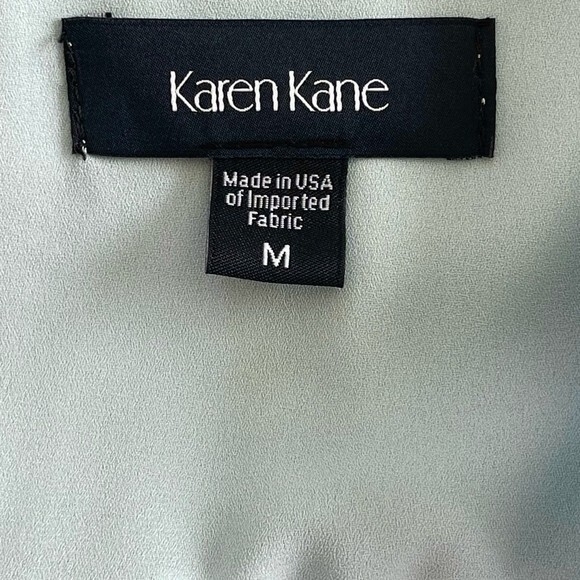 Karen Kane
Made in USA
of Imported
Fabric
M